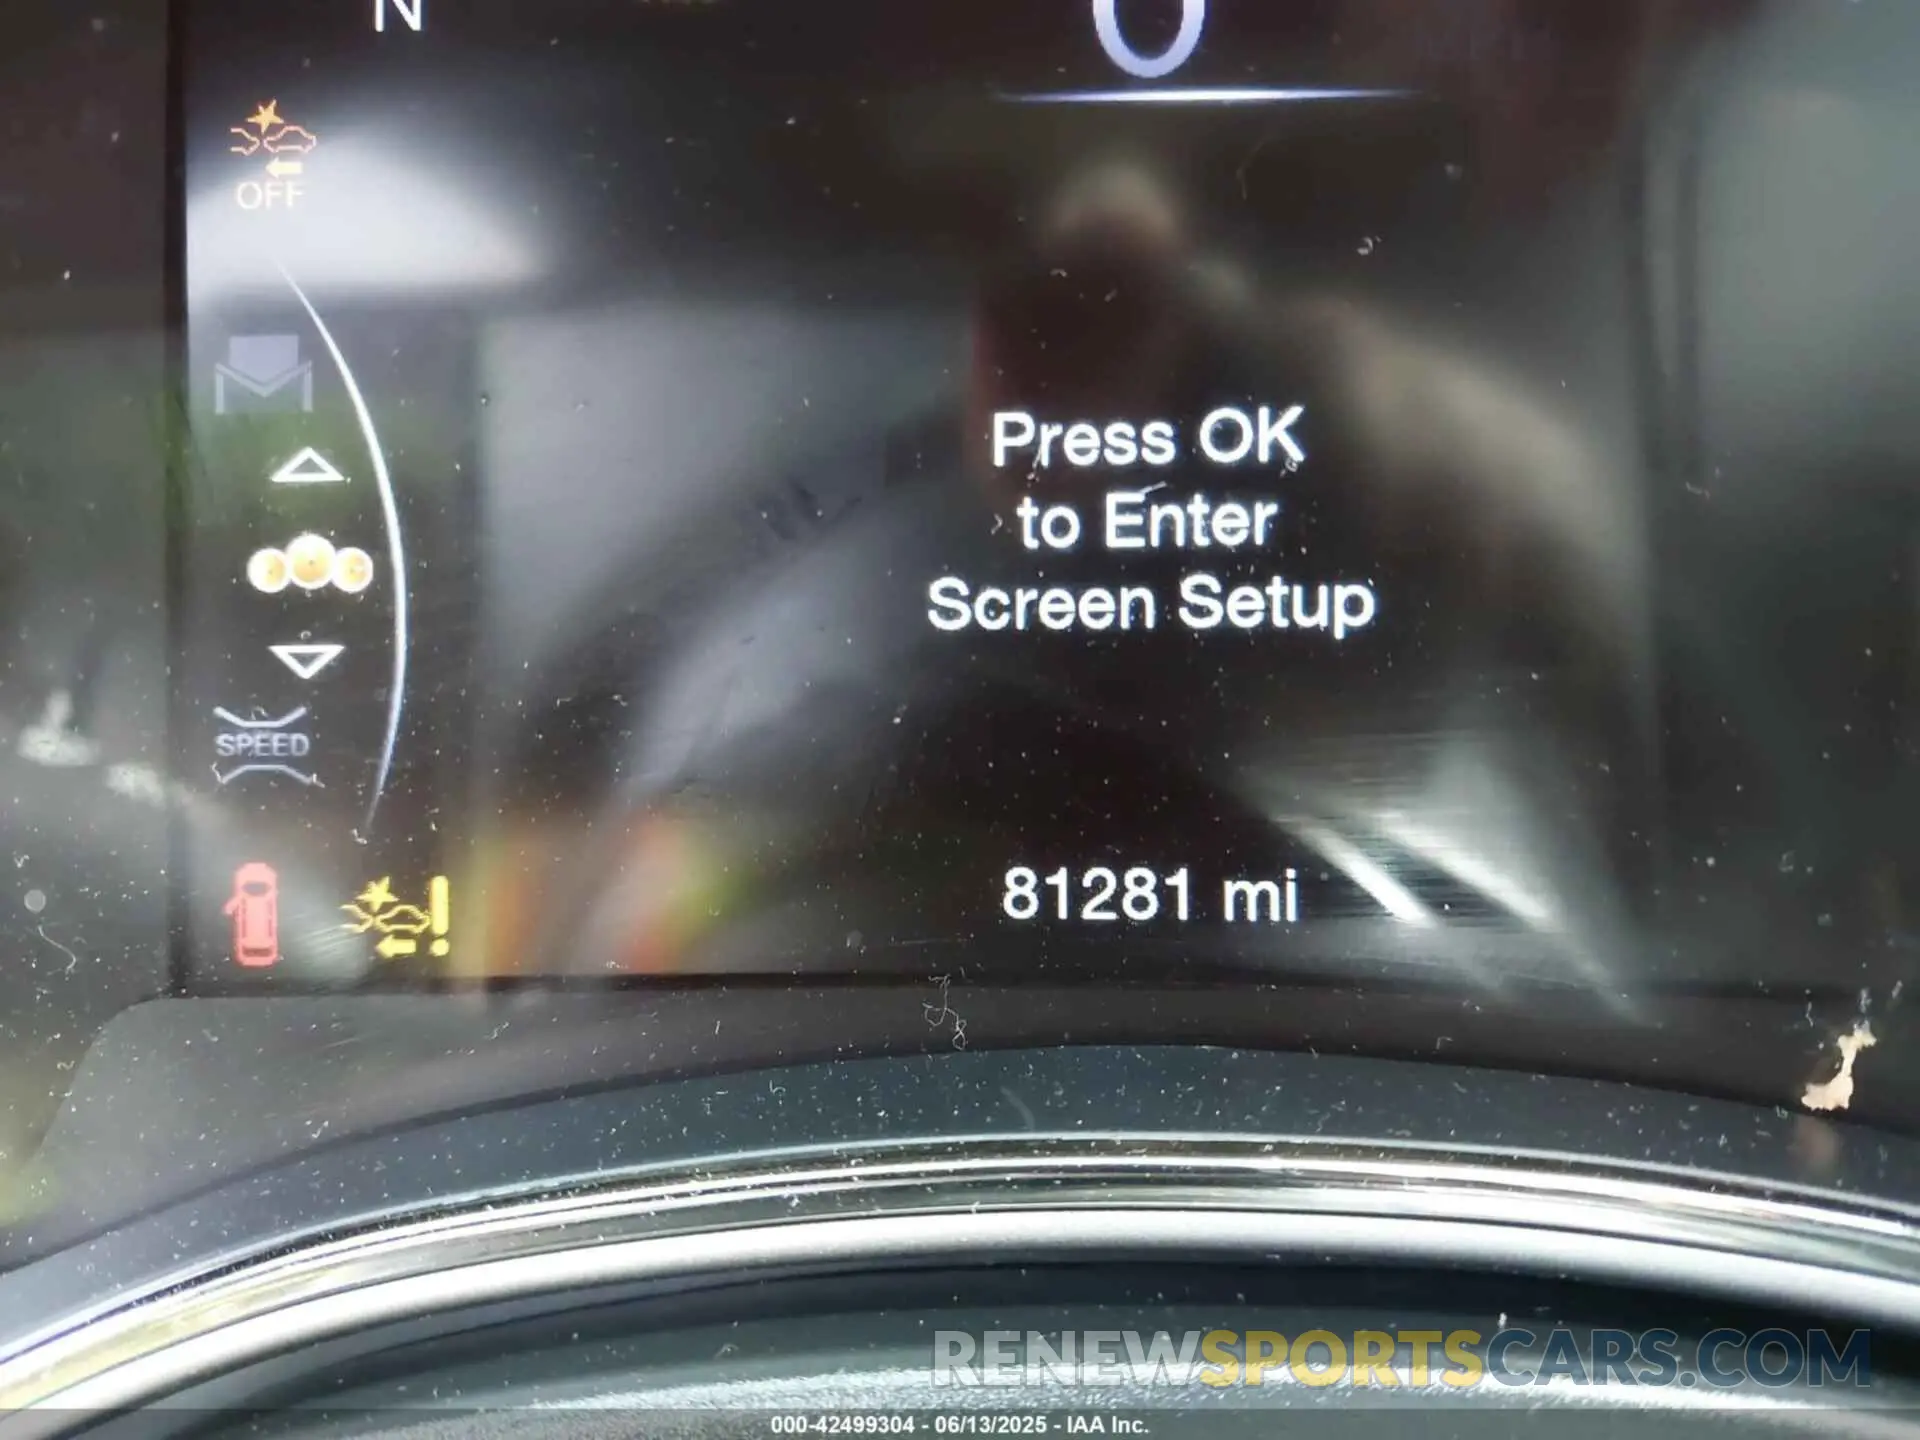 N
0
OFF
Press OK
to Enter
Screen Setup
SPEED
81281 mi
RENEWSPORTSCARS.COM
000-42499304 - 06/13/2025 - IAA Inc.